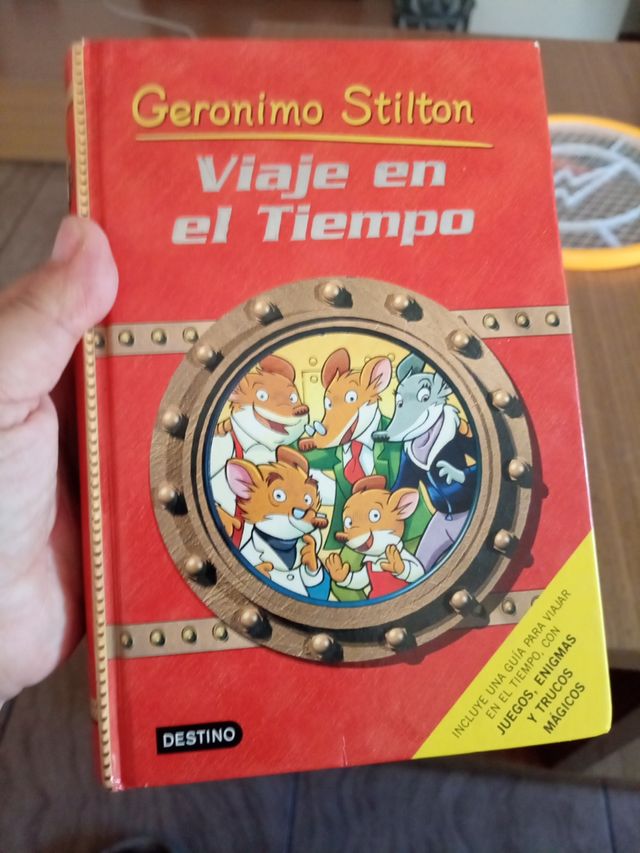 Geronimo Stilton
Viaje en
el Tiempo
INCLUYE UNA GUÍA PARA VIAJAR
EN EL TIEMPO, CON
JUEGOS, ENIGMAS
Y TRUCOS
MÁGICOS
DESTINO